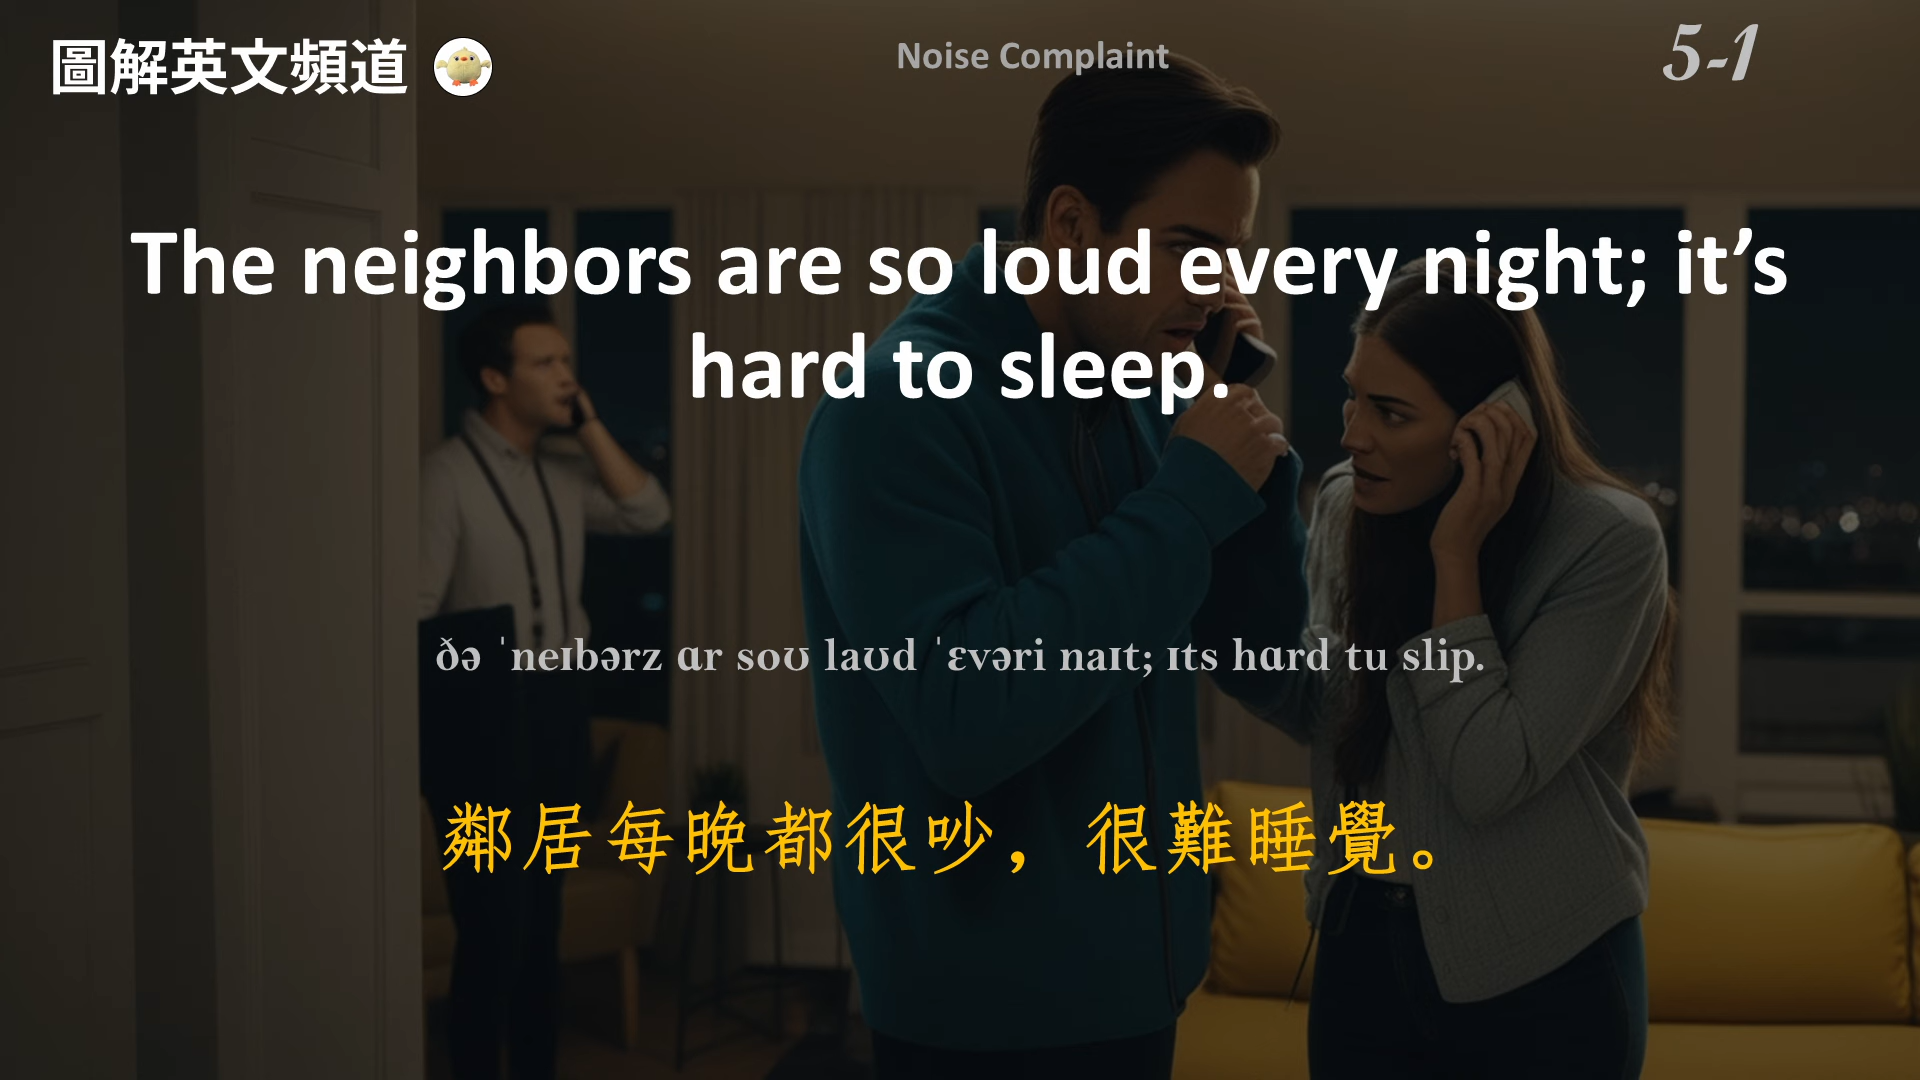 圖解英文頻道
Noise Complaint
5-1
The neighbors are so loud every night; it’s
hard to sleep.
ðə ˈneɪbərz ɑr soʊ laʊd ˈɛvəri naɪt; ɪts hɑrd tu slip.
鄰居每晚都很吵，很難睡覺。